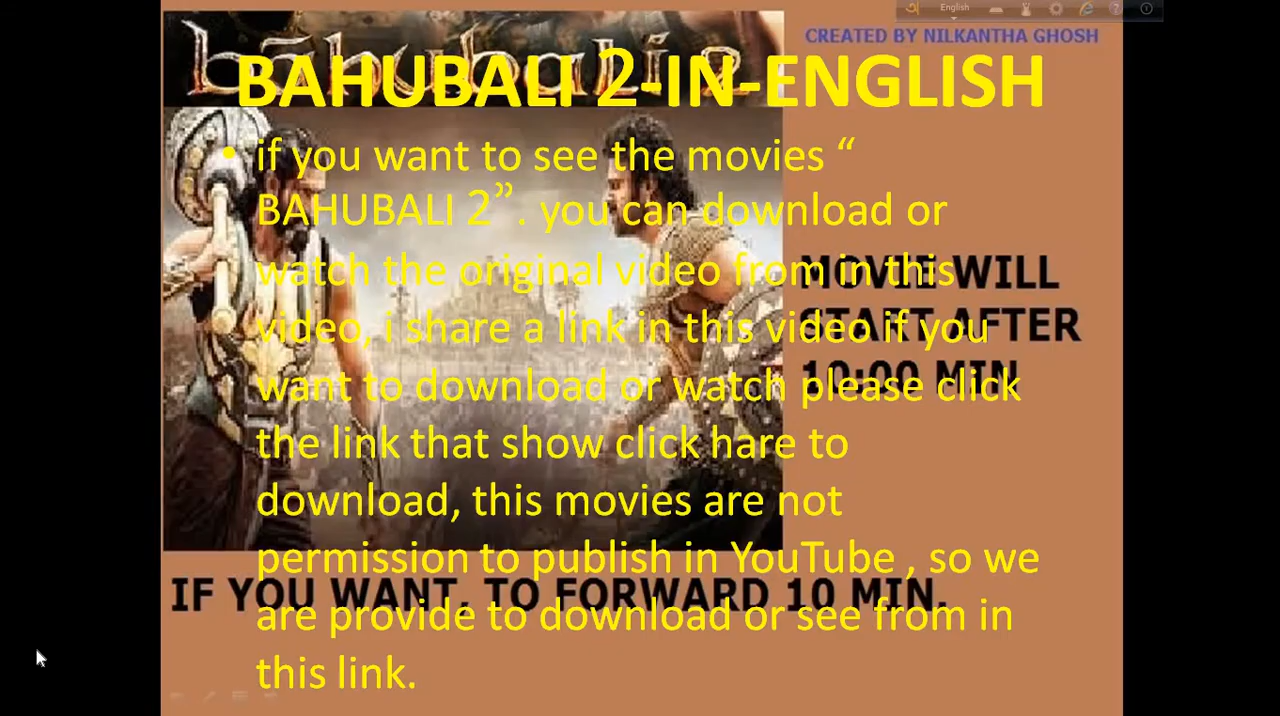 English
CREATED BY NILKANTHA GHOSH
bāhubali2
BAHUBALI 2-IN-ENGLISH
• if you want to see the movies “
BAHUBALI 2”. you can download or
watch the original video from in this
video, i share a link in this video if you
want to download or watch please click
the link that show click hare to
download, this movies are not
permission to publish in YouTube , so we
are provide to download or see from in
this link.
MOVIE WILL
START AFTER
10:00 MIN
IF YOU WANT, TO FORWARD 10 MIN.